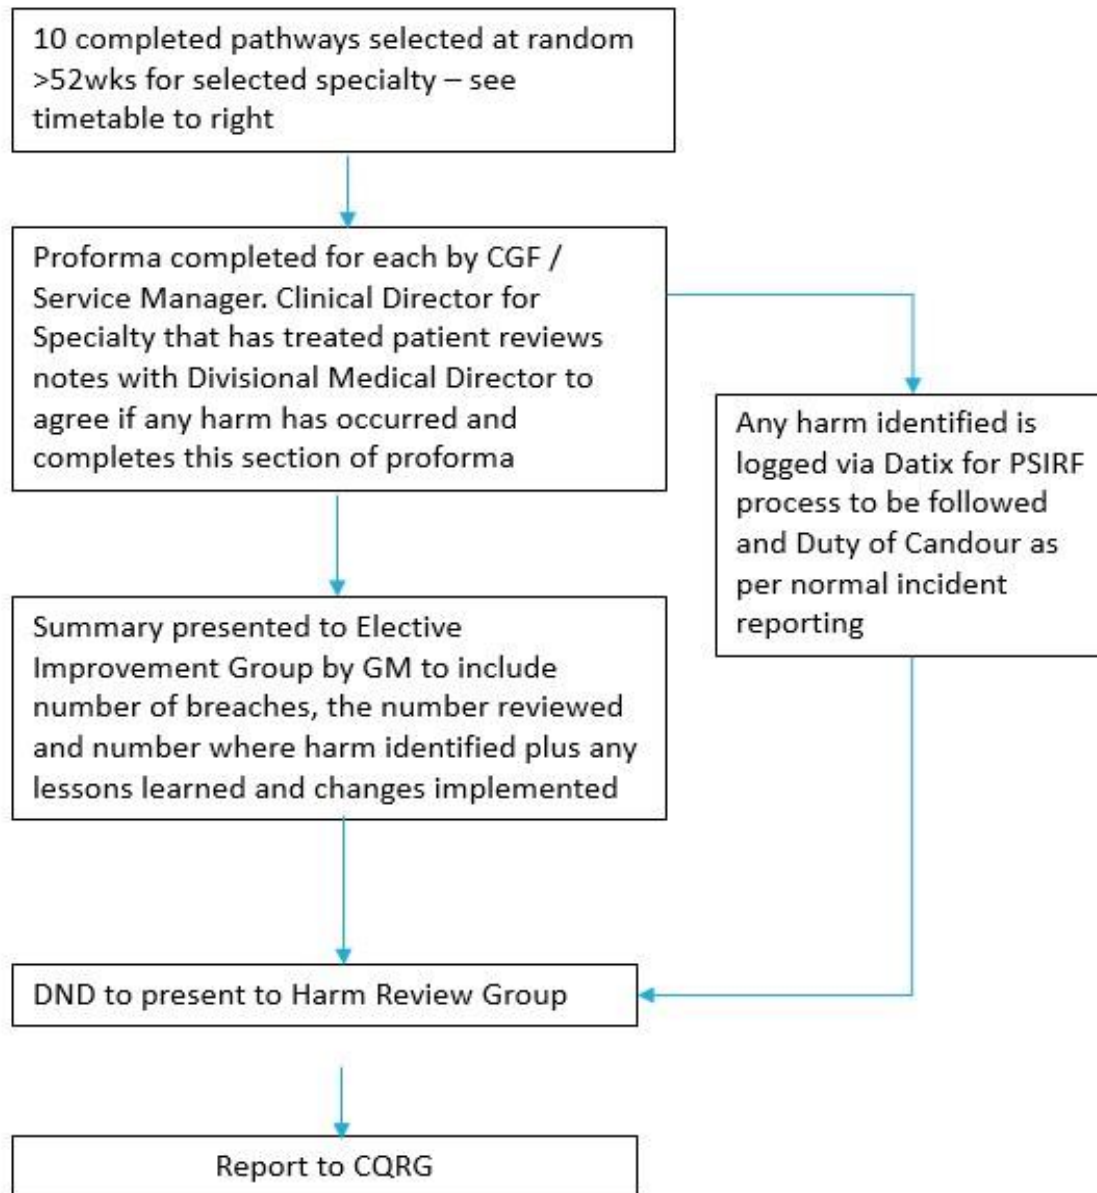 10 completed pathways selected at random
>52wks for selected specialty – see
timetable to right
Proforma completed for each by CGF /
Service Manager. Clinical Director for
Specialty that has treated patient reviews
notes with Divisional Medical Director to
agree if any harm has occurred and
completes this section of proforma
Any harm identified is
logged via Datix for PSIRF
process to be followed
and Duty of Candour as
per normal incident
reporting
Summary presented to Elective
Improvement Group by GM to include
number of breaches, the number reviewed
and number where harm identified plus any
lessons learned and changes implemented
DND to present to Harm Review Group
Report to CQRG